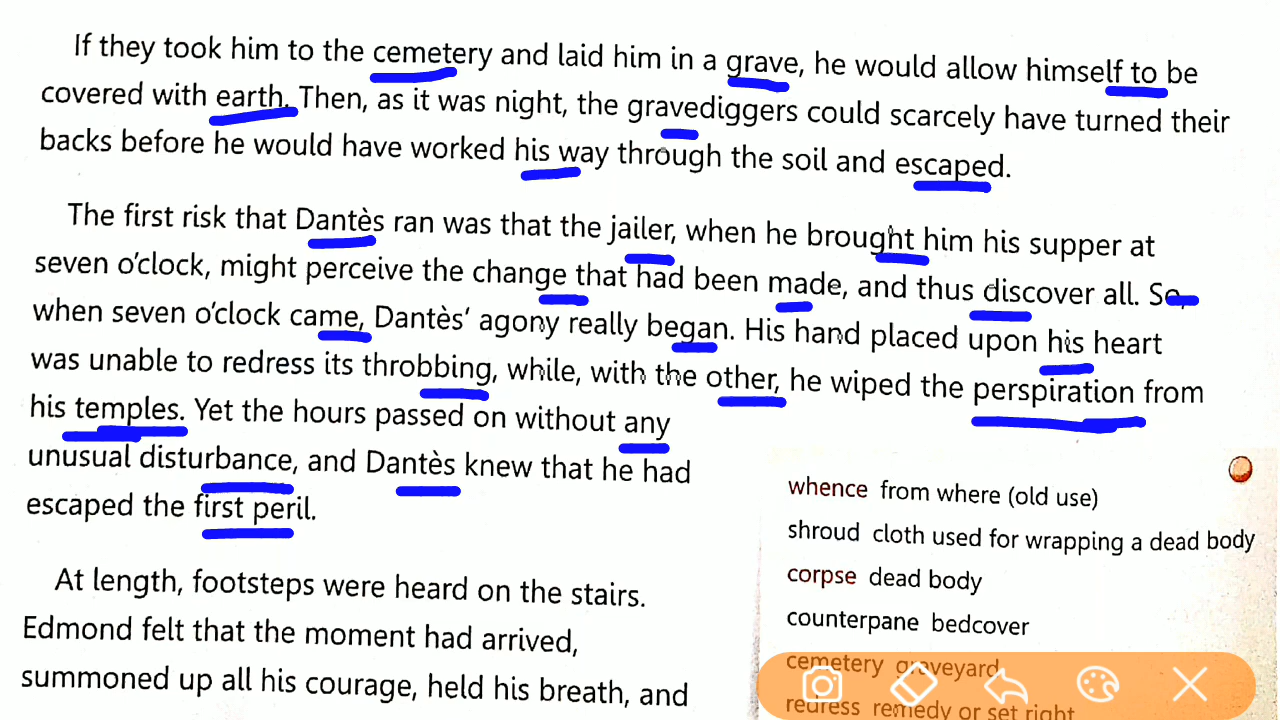 If they took him to the cemetery and laid him in a grave, he would allow himself to be
covered with earth. Then, as it was night, the gravediggers could scarcely have turned their
backs before he would have worked his way through the soil and escaped.
The first risk that Dantès ran was that the jailer, when he brought him his supper at
seven o'clock, might perceive the change that had been made, and thus discover all. So,
when seven o'clock came, Dantès' agony really began. His hand placed upon his heart
was unable to redress its throbbing, while, with the other, he wiped the perspiration from
his temples. Yet the hours passed on without any
unusual disturbance, and Dantès knew that he had
escaped the first peril.
At length, footsteps were heard on the stairs.
Edmond felt that the moment had arrived,
summoned up all his courage, held his breath, and
whence from where (old use)
shroud cloth used for wrapping a dead body
corpse dead body
counterpane bedcover
cemetery graveyard
redress remedy or set right